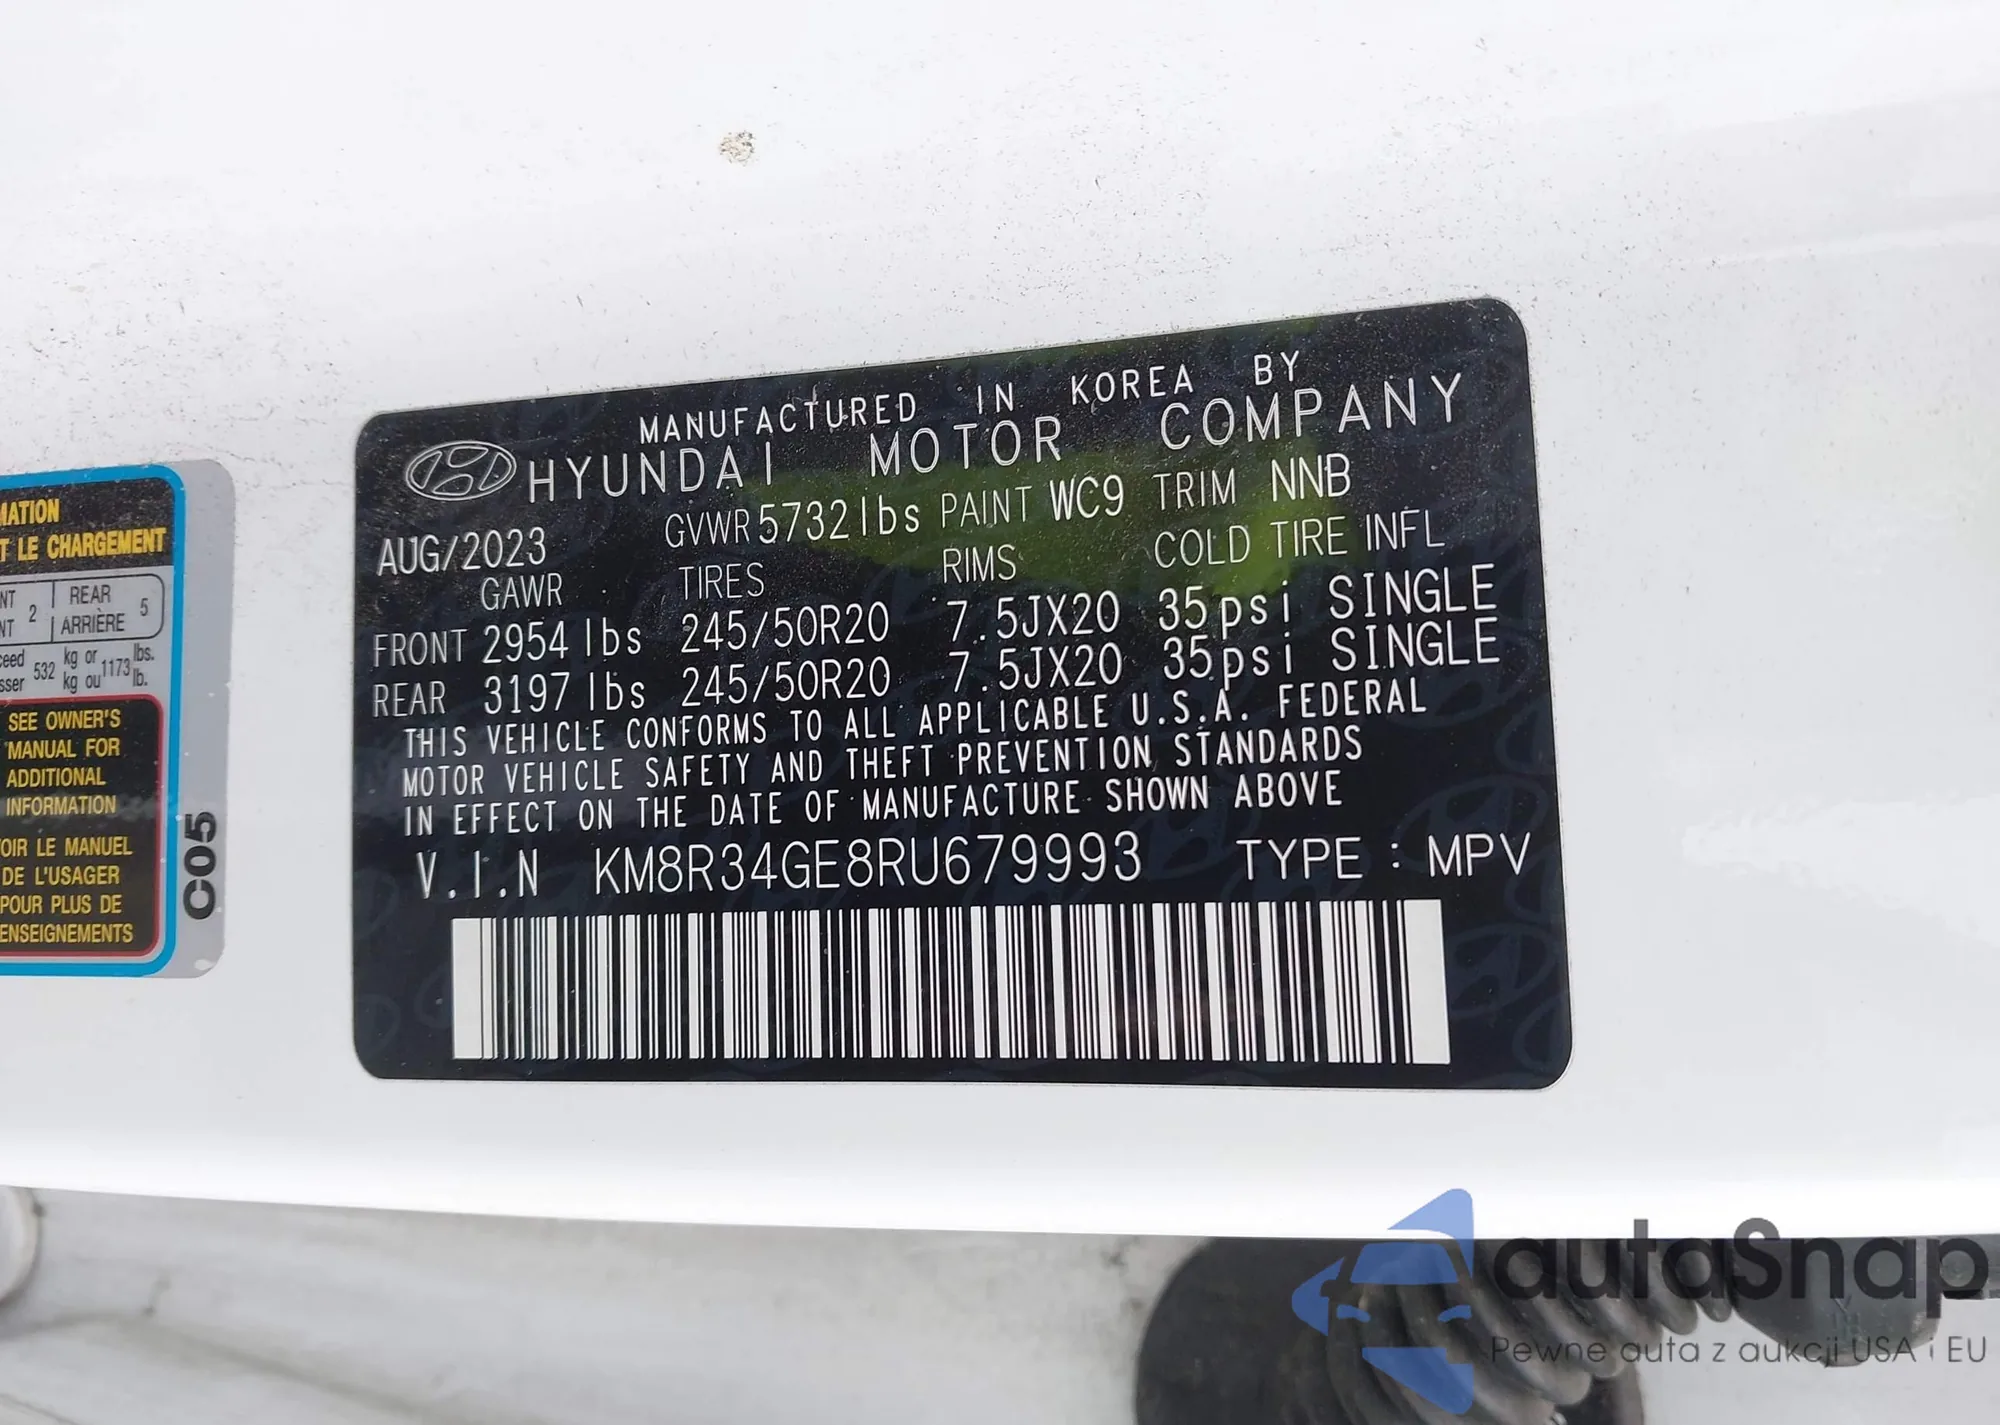 MANUFACTURED IN KOREA BY
HYUNDAI MOTOR COMPANY
AUG/2023 GVWR 5732lbs PAINT WC9 TRIM NNB
GAWR TIRES RIMS COLD TIRE INFL
FRONT 2954 lbs 245/50R20 7.5JX20 35psi SINGLE
REAR 3197 lbs 245/50R20 7.5JX20 35psi SINGLE
THIS VEHICLE CONFORMS TO ALL APPLICABLE U.S.A. FEDERAL
MOTOR VEHICLE SAFETY AND THEFT PREVENTION STANDARDS
IN EFFECT ON THE DATE OF MANUFACTURE SHOWN ABOVE
V.I.N KM8R34GE8RU679993 TYPE : MPV
MATION
T LE CHARGEMENT
NT 2 REAR 5
NT ARRIÈRE
ceed 532 kg or 1173 lbs.
sser kg ou lb.
SEE OWNER'S
MANUAL FOR
ADDITIONAL
INFORMATION
OIR LE MANUEL
DE L'USAGER
POUR PLUS DE
ENSEIGNEMENTS
C05
autaSnap
Pewne auta z aukcji USA i EU